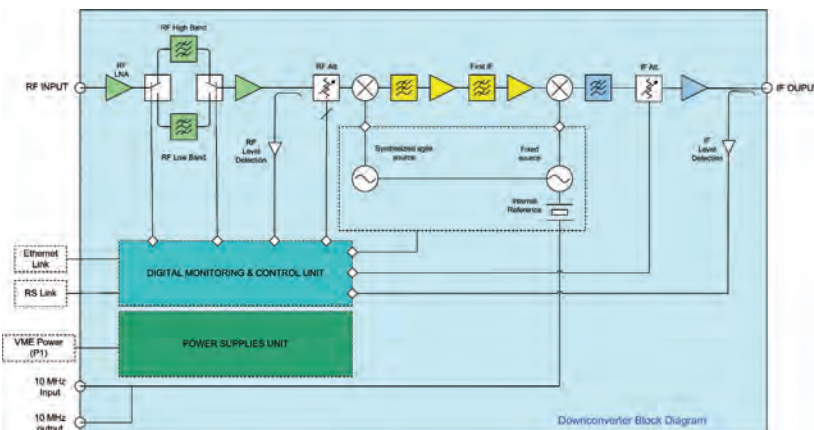 RF High Band
RF
LNA
RF INPUT
RF Low Band
RF Att.
First IF
IF Att.
IF OUPUT
RF
Level
Detection
Synthesized agile
source
Fixed
source
IF
Level
Detection
Internal
Reference
Ethernet
Link
RS Link
DIGITAL MONITORING & CONTROL UNIT
VME Power
(P1)
POWER SUPPLIES UNIT
10 MHz
Input
10 MHz
output
Downconverter Block Diagram